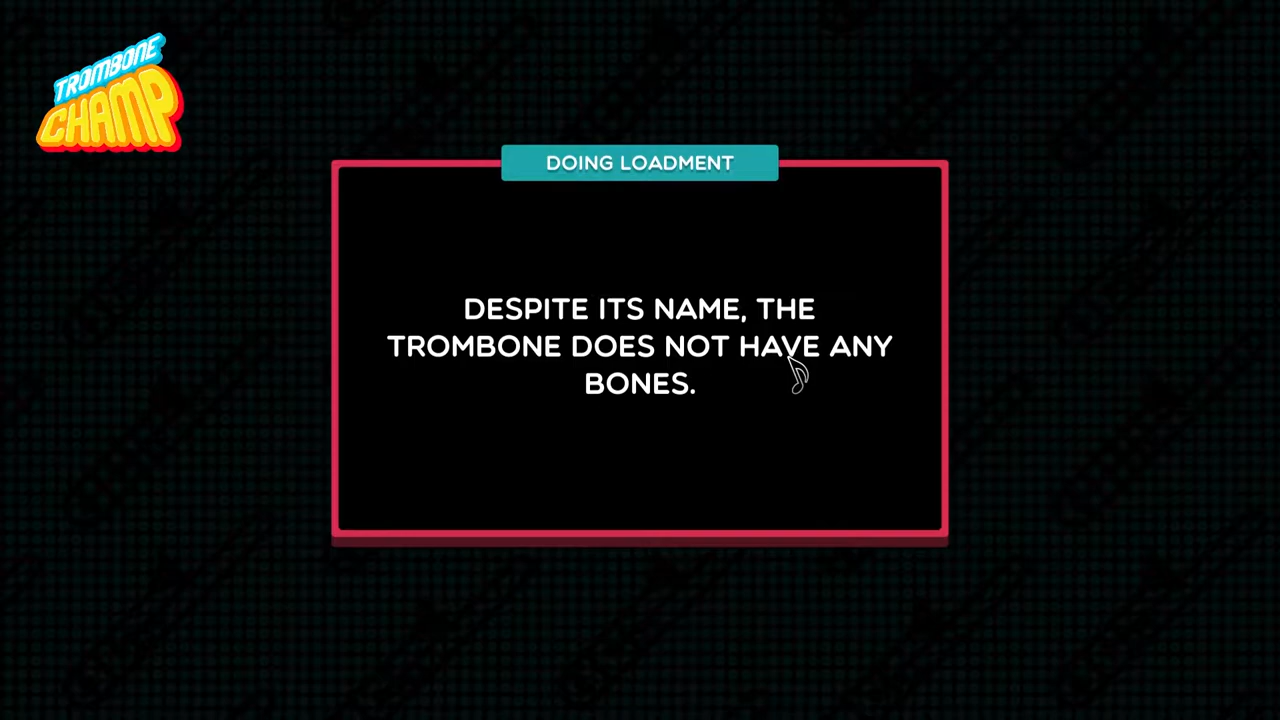 TROMBONE
CHAMP
DOING LOADMENT
DESPITE ITS NAME, THE
TROMBONE DOES NOT HAVE ANY
BONES.